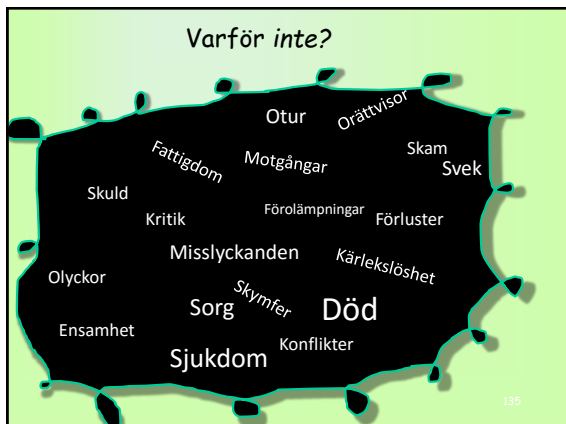 Varför inte?
Otur
Orättvisor
Fattigdom
Motgångar
Skam
Svek
Skuld
Kritik
Förolämpningar
Förluster
Misslyckanden
Kärlekslöshet
Olyckor
Skymfer
Sorg
Död
Ensamhet
Konflikter
Sjukdom
135